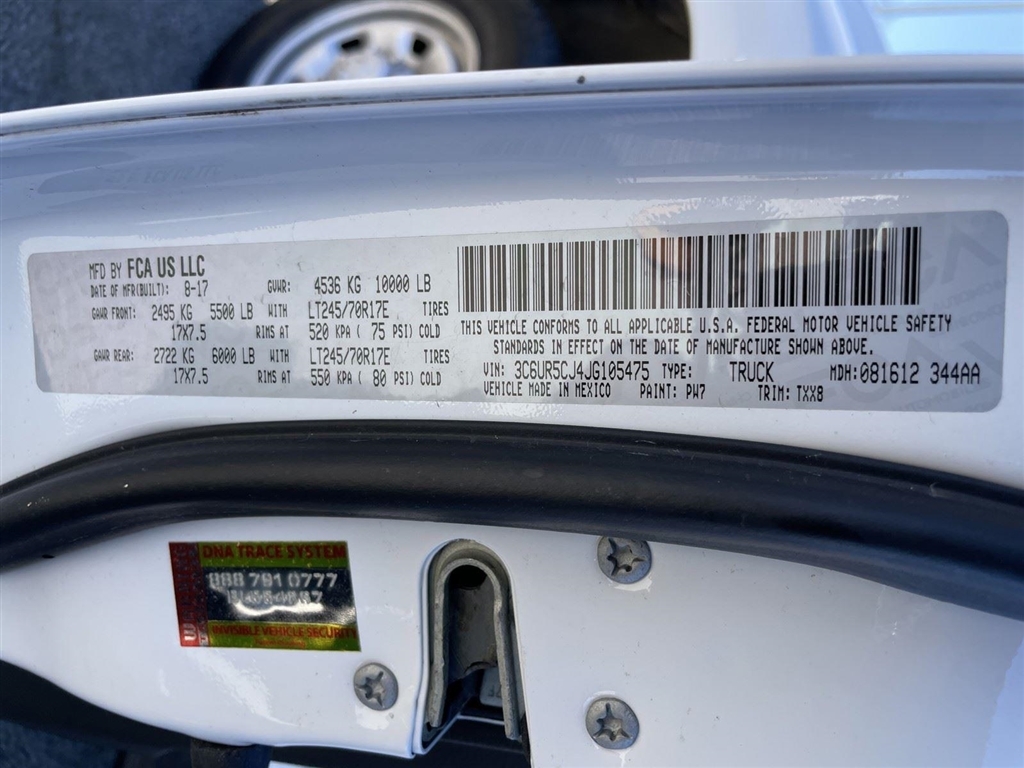 MFD BY FCA US LLC
DATE OF MFR(BUILT): 8-17 GVWR: 4536 KG 10000 LB
GAWR FRONT: 2495 KG 5500 LB WITH LT245/70R17E TIRES
17X7.5 RIMS AT 520 KPA ( 75 PSI) COLD
GAWR REAR: 2722 KG 6000 LB WITH LT245/70R17E TIRES
17X7.5 RIMS AT 550 KPA ( 80 PSI) COLD
THIS VEHICLE CONFORMS TO ALL APPLICABLE U.S.A. FEDERAL MOTOR VEHICLE SAFETY
STANDARDS IN EFFECT ON THE DATE OF MANUFACTURE SHOWN ABOVE.
VIN: 3C6UR5CJ4JG105475 TYPE: TRUCK MDH:081612 344AA
VEHICLE MADE IN MEXICO PAINT: PW7 TRIM: TXX8
DNA TRACE SYSTEM
888 791 0777
INVISIBLE VEHICLE SECURITY